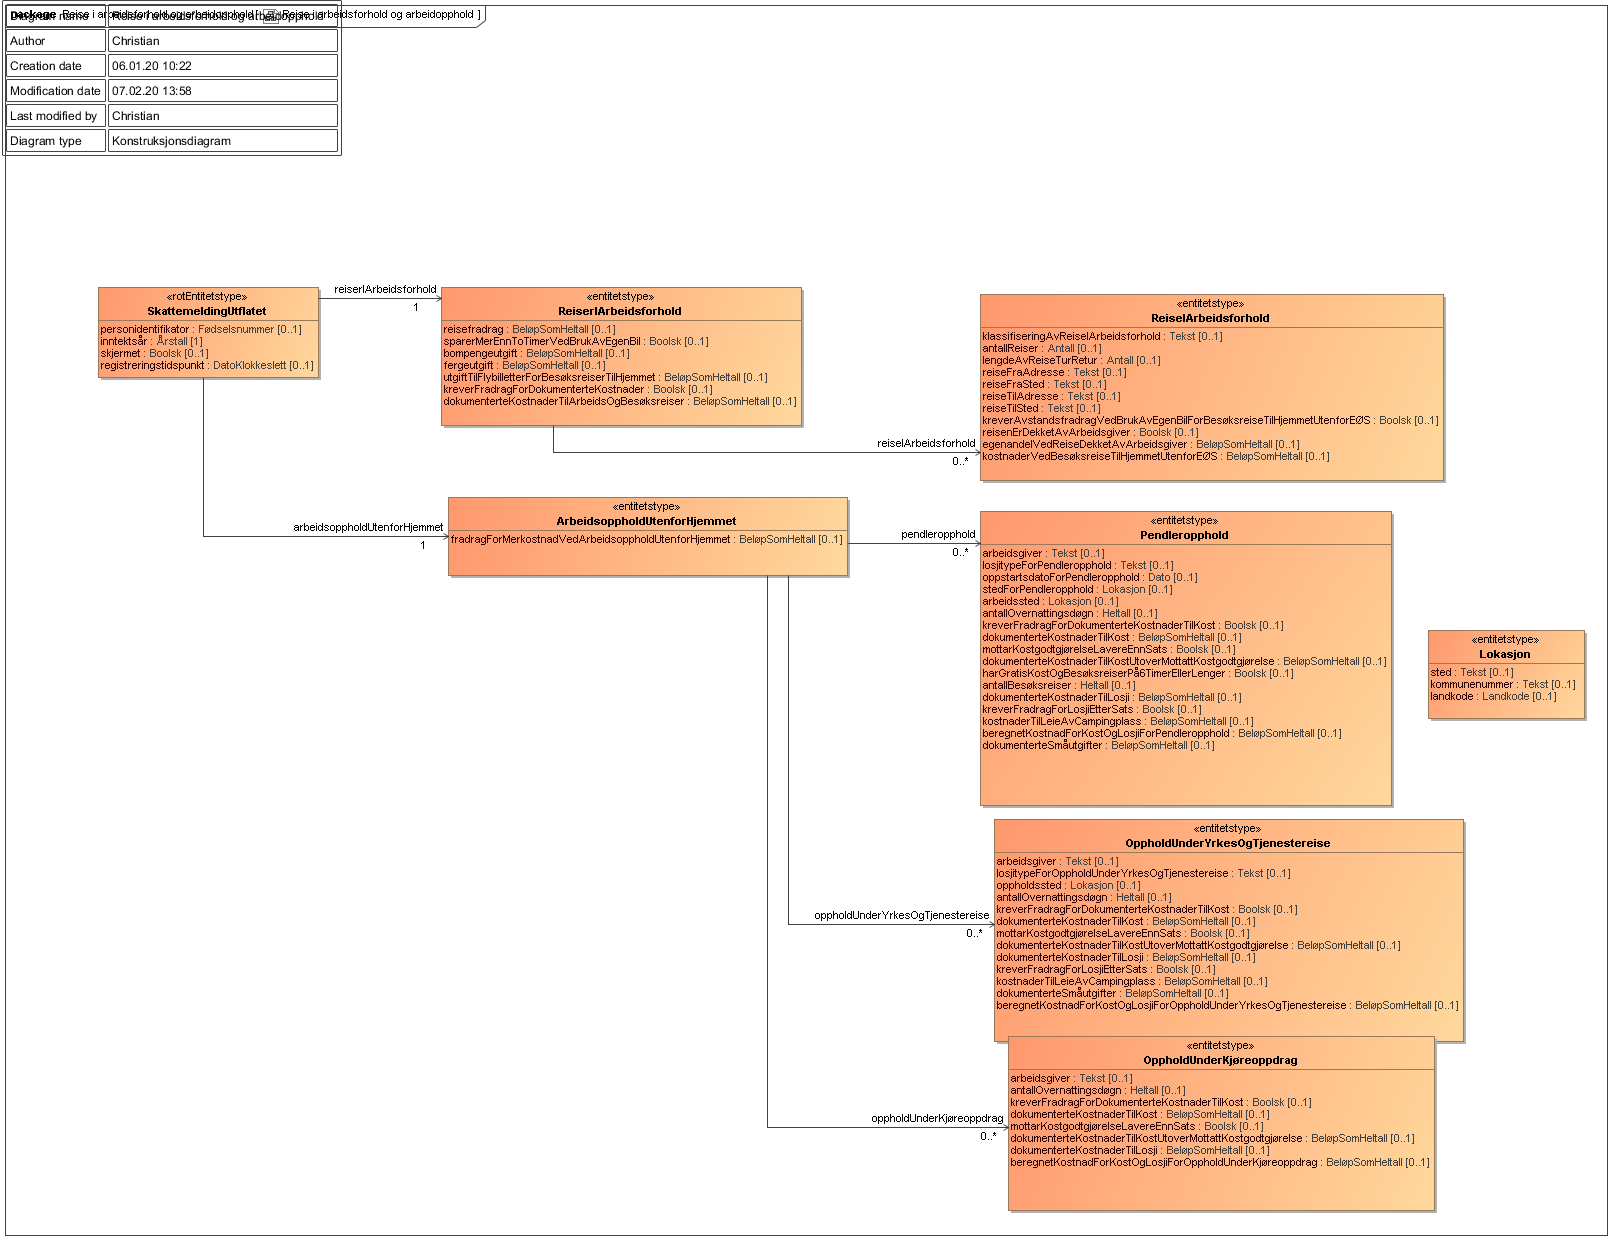 package Reise i arbeidsforhold og arbeidopphold [ Reise i arbeidsforhold og arbeidopphold ]
Diagram name Reise i arbeidsforhold og arbeidopphold
Author Christian
Creation date 06.01.20 10:22
Modification date 07.02.20 13:58
Last modified by Christian
Diagram type Konstruksjonsdiagram
«rotEntitetstype»
SkattemeldingUtflatet
personidentifikator : Fødselsnummer [0..1]
inntektsår : Årstall [1]
skjermet : Boolsk [0..1]
registreringstidspunkt : DatoKlokkeslett [0..1]
reiserIArbeidsforhold
1
«entitetstype»
ReiserIArbeidsforhold
reisefradrag : BeløpSomHeltall [0..1]
sparerMerEnnToTimerVedBrukAvEgenBil : Boolsk [0..1]
bompengeutgift : BeløpSomHeltall [0..1]
fergeutgift : BeløpSomHeltall [0..1]
utgiftTilFlybilletterForBesøksreiserTilHjemmet : BeløpSomHeltall [0..1]
kreverFradragForDokumenterteKostnader : Boolsk [0..1]
dokumenterteKostnaderTilArbeidsOgBesøksreiser : BeløpSomHeltall [0..1]
reiseIArbeidsforhold
0..*
«entitetstype»
ReiseIArbeidsforhold
klassifiseringAvReiseIArbeidsforhold : Tekst [0..1]
antallReiser : Antall [0..1]
lengdeAvReiseTurRetur : Antall [0..1]
reiseFraAdresse : Tekst [0..1]
reiseFraSted : Tekst [0..1]
reiseTilAdresse : Tekst [0..1]
reiseTilSted : Tekst [0..1]
kreverAvstandsfradragVedBrukAvEgenBilForBesøksreiseTilHjemmetUtenforEØS : Boolsk [0..1]
reisenErDekketAvArbeidsgiver : Boolsk [0..1]
egenandelVedReiseDekketAvArbeidsgiver : BeløpSomHeltall [0..1]
kostnaderVedBesøksreiseTilHjemmetUtenforEØS : BeløpSomHeltall [0..1]
arbeidsoppholdUtenforHjemmet
1
«entitetstype»
ArbeidsoppholdUtenforHjemmet
fradragForMerkostnadVedArbeidsoppholdUtenforHjemmet : BeløpSomHeltall [0..1]
pendleropphold
0..*
«entitetstype»
Pendleropphold
arbeidsgiver : Tekst [0..1]
losjitypeForPendleropphold : Tekst [0..1]
oppstartsdatoForPendleropphold : Dato [0..1]
stedForPendleropphold : Lokasjon [0..1]
arbeidssted : Lokasjon [0..1]
antallOvernattingsdøgn : Heltall [0..1]
kreverFradragForDokumenterteKostnaderTilKost : Boolsk [0..1]
dokumenterteKostnaderTilKost : BeløpSomHeltall [0..1]
mottarKostgodtgjørelseLavereEnnSats : Boolsk [0..1]
dokumenterteKostnaderTilKostUtoverMottattKostgodtgjørelse : BeløpSomHeltall [0..1]
harGratisKostOgBesøksreiserPå6TimerEllerLenger : Boolsk [0..1]
antallBesøksreiser : Heltall [0..1]
dokumenterteKostnaderTilLosji : BeløpSomHeltall [0..1]
kreverFradragForLosjiEtterSats : Boolsk [0..1]
kostnaderTilLeieAvCampingplass : BeløpSomHeltall [0..1]
beregnetKostnadForKostOgLosjiForPendleropphold : BeløpSomHeltall [0..1]
dokumenterteSmåutgifter : BeløpSomHeltall [0..1]
«entitetstype»
Lokasjon
sted : Tekst [0..1]
kommunenummer : Tekst [0..1]
landkode : Landkode [0..1]
oppholdUnderYrkesOgTjenestereise
0..*
«entitetstype»
OppholdUnderYrkesOgTjenestereise
arbeidsgiver : Tekst [0..1]
losjitypeForOppholdUnderYrkesOgTjenestereise : Tekst [0..1]
oppholdssted : Lokasjon [0..1]
antallOvernattingsdøgn : Heltall [0..1]
kreverFradragForDokumenterteKostnaderTilKost : Boolsk [0..1]
dokumenterteKostnaderTilKost : BeløpSomHeltall [0..1]
mottarKostgodtgjørelseLavereEnnSats : Boolsk [0..1]
dokumenterteKostnaderTilKostUtoverMottattKostgodtgjørelse : BeløpSomHeltall [0..1]
dokumenterteKostnaderTilLosji : BeløpSomHeltall [0..1]
kreverFradragForLosjiEtterSats : Boolsk [0..1]
kostnaderTilLeieAvCampingplass : BeløpSomHeltall [0..1]
dokumenterteSmåutgifter : BeløpSomHeltall [0..1]
beregnetKostnadForKostOgLosjiForOppholdUnderYrkesOgTjenestereise : BeløpSomHeltall [0..1]
oppholdUnderKjøreoppdrag
0..*
«entitetstype»
OppholdUnderKjøreoppdrag
arbeidsgiver : Tekst [0..1]
antallOvernattingsdøgn : Heltall [0..1]
kreverFradragForDokumenterteKostnaderTilKost : Boolsk [0..1]
dokumenterteKostnaderTilKost : BeløpSomHeltall [0..1]
mottarKostgodtgjørelseLavereEnnSats : Boolsk [0..1]
dokumenterteKostnaderTilKostUtoverMottattKostgodtgjørelse : BeløpSomHeltall [0..1]
dokumenterteKostnaderTilLosji : BeløpSomHeltall [0..1]
beregnetKostnadForKostOgLosjiForOppholdUnderKjøreoppdrag : BeløpSomHeltall [0..1]